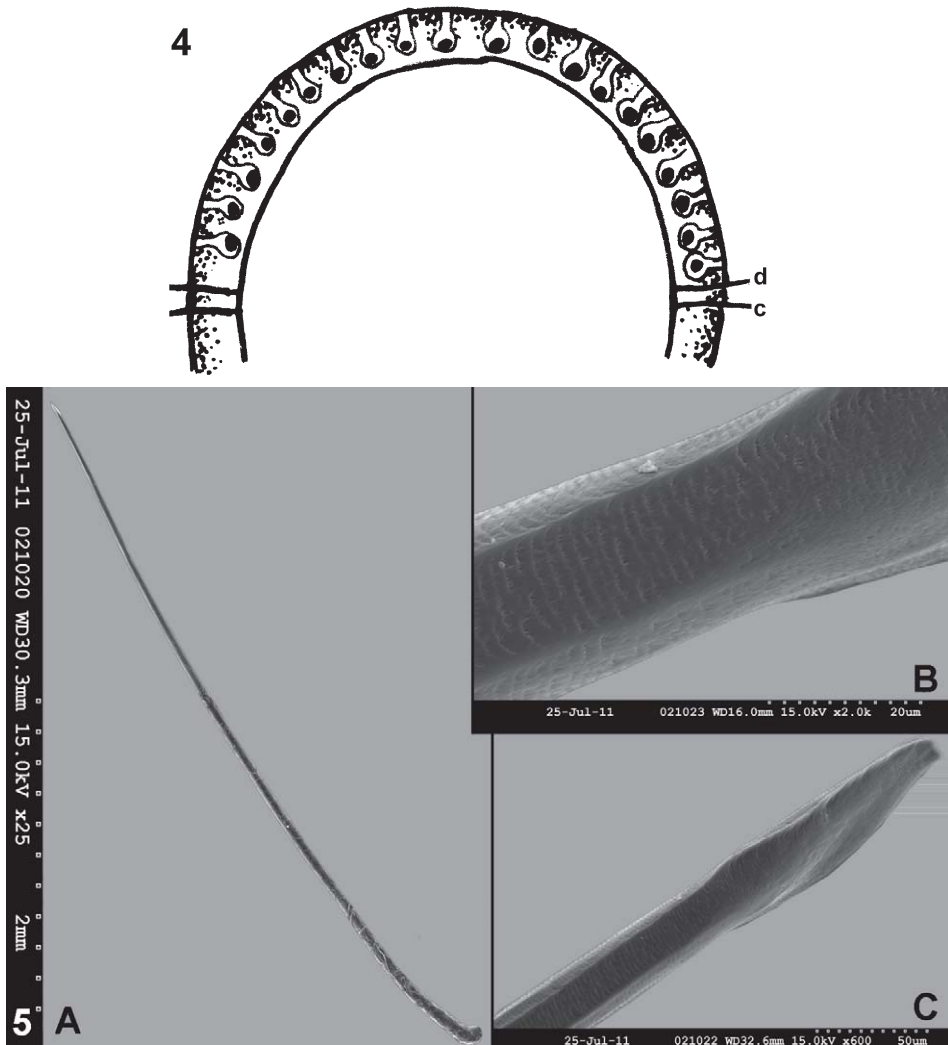 4
d
c
25-Jul-11 021020 WD30.3mm 15.0kV x25 2mm
5 A
B
25-Jul-11 021023 WD16.0mm 15.0kV x2.0k 20um
C
25-Jul-11 021022 WD32.6mm 15.0kV x600 50um